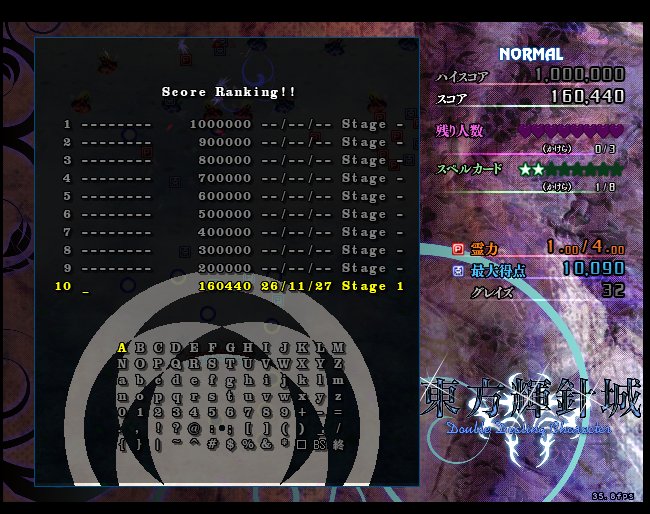 Score Ranking!!
1 -------- 1000000 --/--/-- Stage -
2 -------- 900000 --/--/-- Stage -
3 -------- 800000 --/--/-- Stage -
4 -------- 700000 --/--/-- Stage -
5 -------- 600000 --/--/-- Stage -
6 -------- 500000 --/--/-- Stage -
7 -------- 400000 --/--/-- Stage -
8 -------- 300000 --/--/-- Stage -
9 -------- 200000 --/--/-- Stage -
10 _ 160440 26/11/27 Stage 1
A B C D E F G H I J K L M
N O P Q R S T U V W X Y Z
a b c d e f g h i j k l m
n o p q r s t u v w x y z
0 1 2 3 4 5 6 7 8 9 + - =
. , ! ? @ : ; [ ] ( ) _ /
{ } | ~ ^ # $ % & * □ BS 終
NORMAL
ハイスコア 1,000,000
スコア 160,440
残り人数
(かけら) 0/3
スペルカード ★★
(かけら) 1/8
P 霊力 1.00/4.00
最大得点 10,090
グレイズ 32
東方輝針城
Double Dealing Character
35.8fps